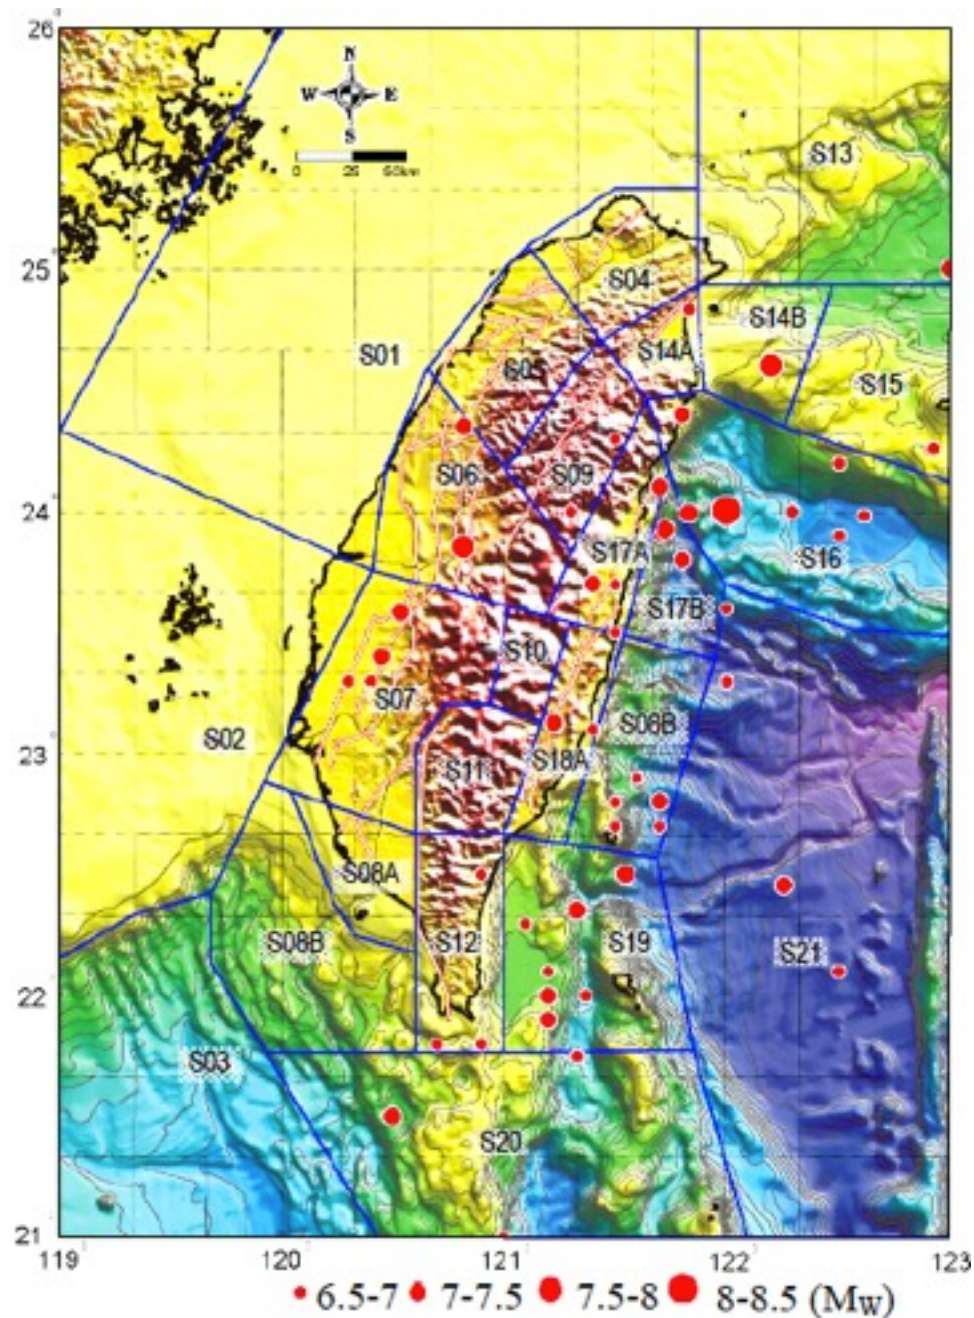 26
N
W E
S
0 25 50km
S13
25
S04
S14B
S01
S05
S14A
S15
S06
S09
24
S17A
S16
S17B
S10
S07
S08B
S02
23
S11
S18A
S08A
S08B
S12
S19
S21
22
S03
S20
21
119 120 121 122 123
6.5-7 7-7.5 7.5-8 8-8.5 (Mw)